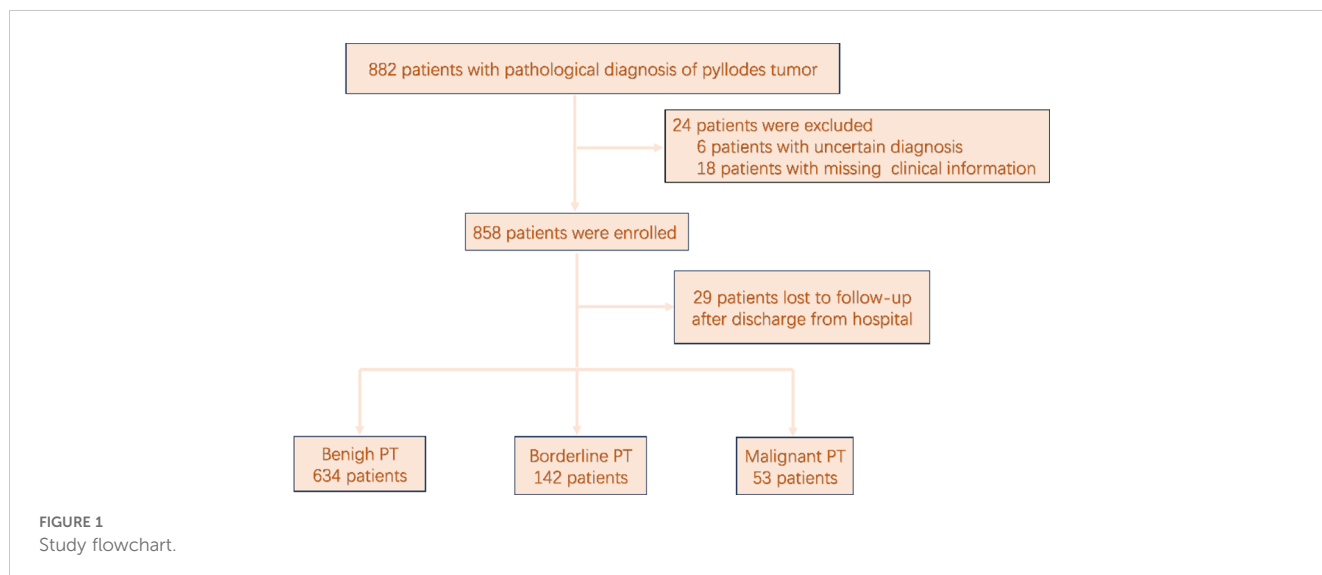 882 patients with pathological diagnosis of pyllodes tumor
24 patients were excluded
6 patients with uncertain diagnosis
18 patients with missing clinical information
858 patients were enrolled
29 patients lost to follow-up
after discharge from hospital
Benigh PT
634 patients
Borderline PT
142 patients
Malignant PT
53 patients
FIGURE 1
Study flowchart.